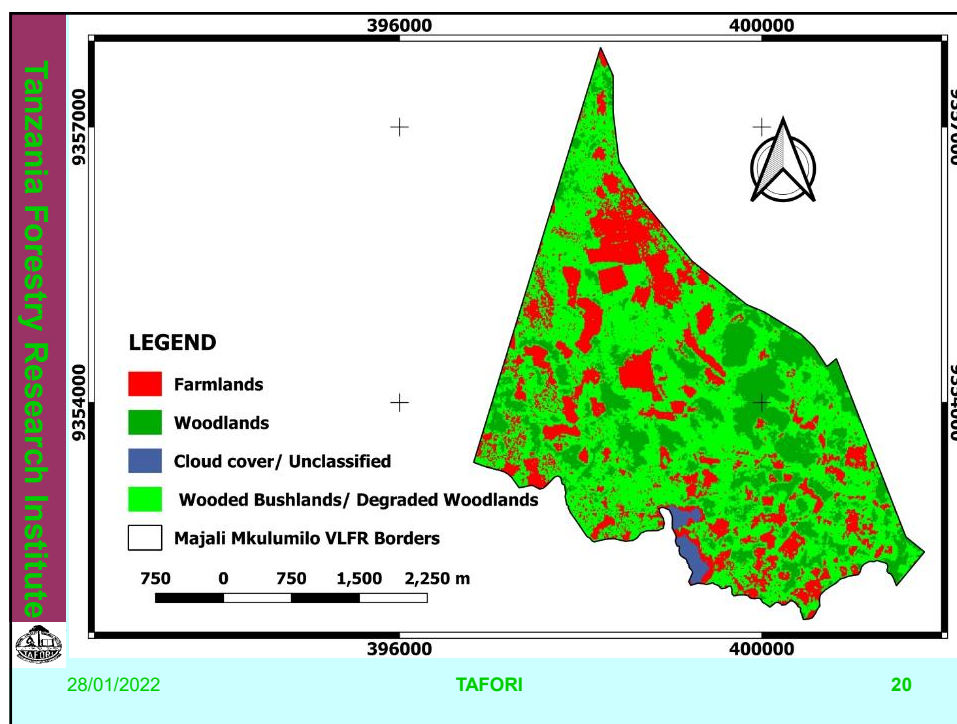 Tanzania Forestry Research Institute
396000 400000
9357000 9357000
LEGEND
Farmlands
Woodlands
Cloud cover/ Unclassified
Wooded Bushlands/ Degraded Woodlands
Majali Mkulumilo VLFR Borders
9354000 9354000
750 0 750 1,500 2,250 m
396000 400000
TAFORI
28/01/2022 TAFORI 20